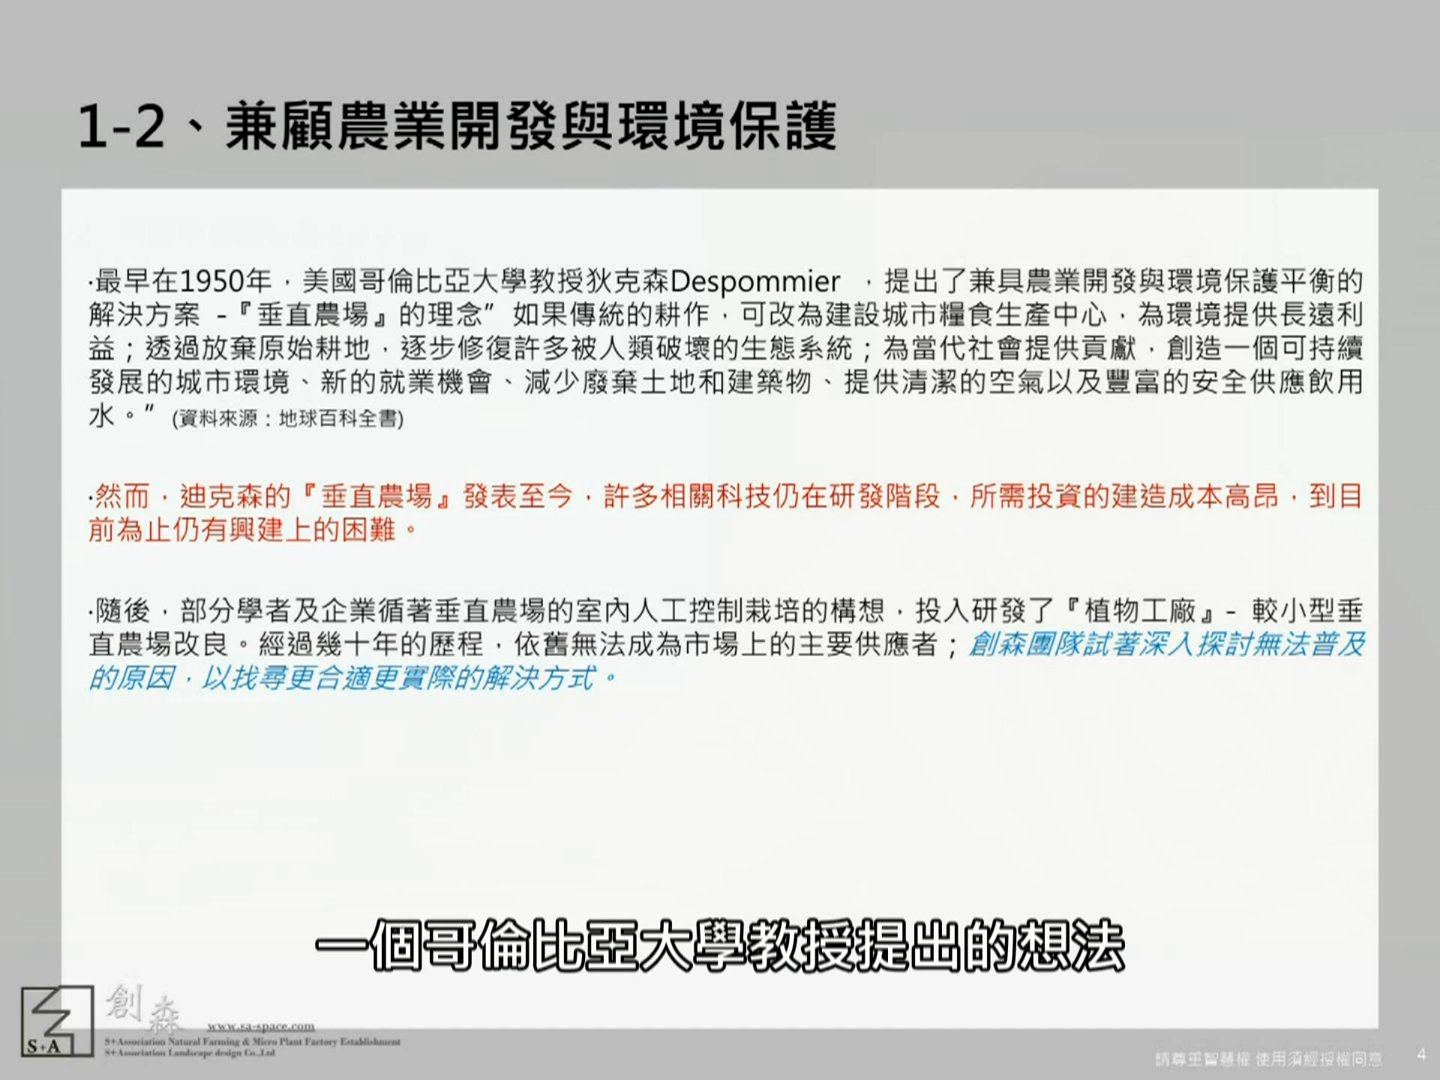 1-2、兼顧農業開發與環境保護
·最早在1950年，美國哥倫比亞大學教授狄克森Despommier ，提出了兼具農業開發與環境保護平衡的
解決方案 -『垂直農場』的理念”如果傳統的耕作，可改為建設城市糧食生產中心，為環境提供長遠利
益；透過放棄原始耕地，逐步修復許多被人類破壞的生態系統；為當代社會提供貢獻，創造一個可持續
發展的城市環境、新的就業機會、減少廢棄土地和建築物、提供清潔的空氣以及豐富的安全供應飲用
水。”(資料來源：地球百科全書)
·然而，迪克森的『垂直農場』發表至今，許多相關科技仍在研發階段，所需投資的建造成本高昂，到目
前為止仍有興建上的困難。
·隨後，部分學者及企業循著垂直農場的室內人工控制栽培的構想，投入研發了『植物工廠』- 較小型垂
直農場改良。經過幾十年的歷程，依舊無法成為市場上的主要供應者；創森團隊試著深入探討無法普及
的原因，以找尋更合適更實際的解決方式。
一個哥倫比亞大學教授提出的想法
S+A
創森
www.sa-space.com
S+Association Natural Farming & Micro Plant Factory Establishment
S+Association Landscape design Co.,Ltd
請尊重智慧權 使用須經授權同意
4